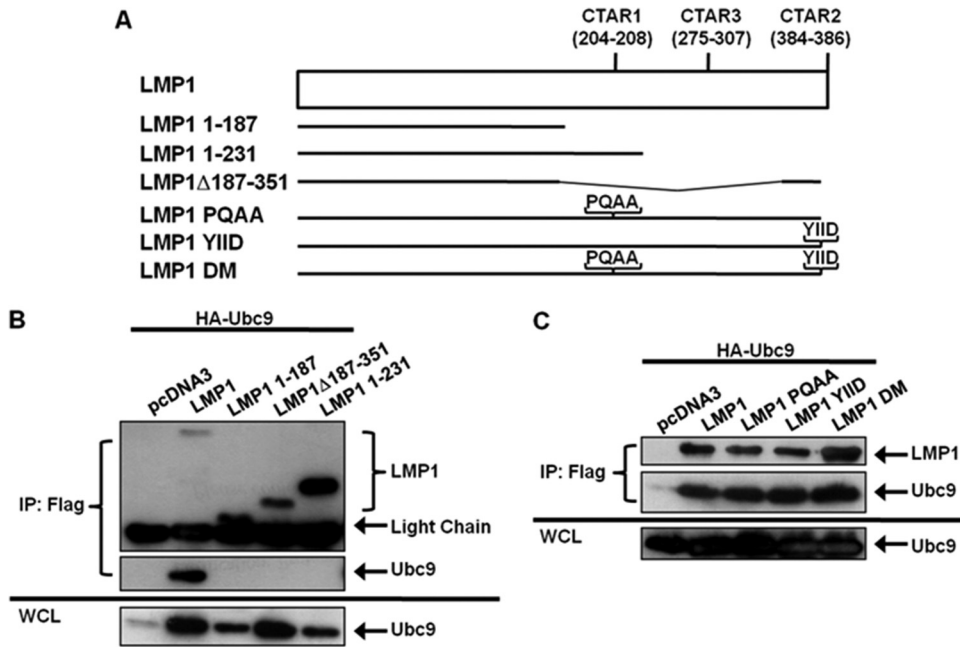 A
CTAR1 CTAR3 CTAR2
(204-208) (275-307) (384-386)
LMP1
LMP1 1-187
LMP1 1-231
LMP1Δ187-351
LMP1 PQAA
PQAA
LMP1 YIID
YIID
LMP1 DM
PQAA YIID
B
HA-Ubc9
pcDNA3
LMP1
LMP1 1-187
LMP1Δ187-351
LMP1 1-231
IP: Flag
LMP1
Light Chain
Ubc9
WCL
Ubc9
C
HA-Ubc9
pcDNA3
LMP1
LMP1 PQAA
LMP1 YIID
LMP1 DM
IP: Flag
LMP1
Ubc9
WCL
Ubc9